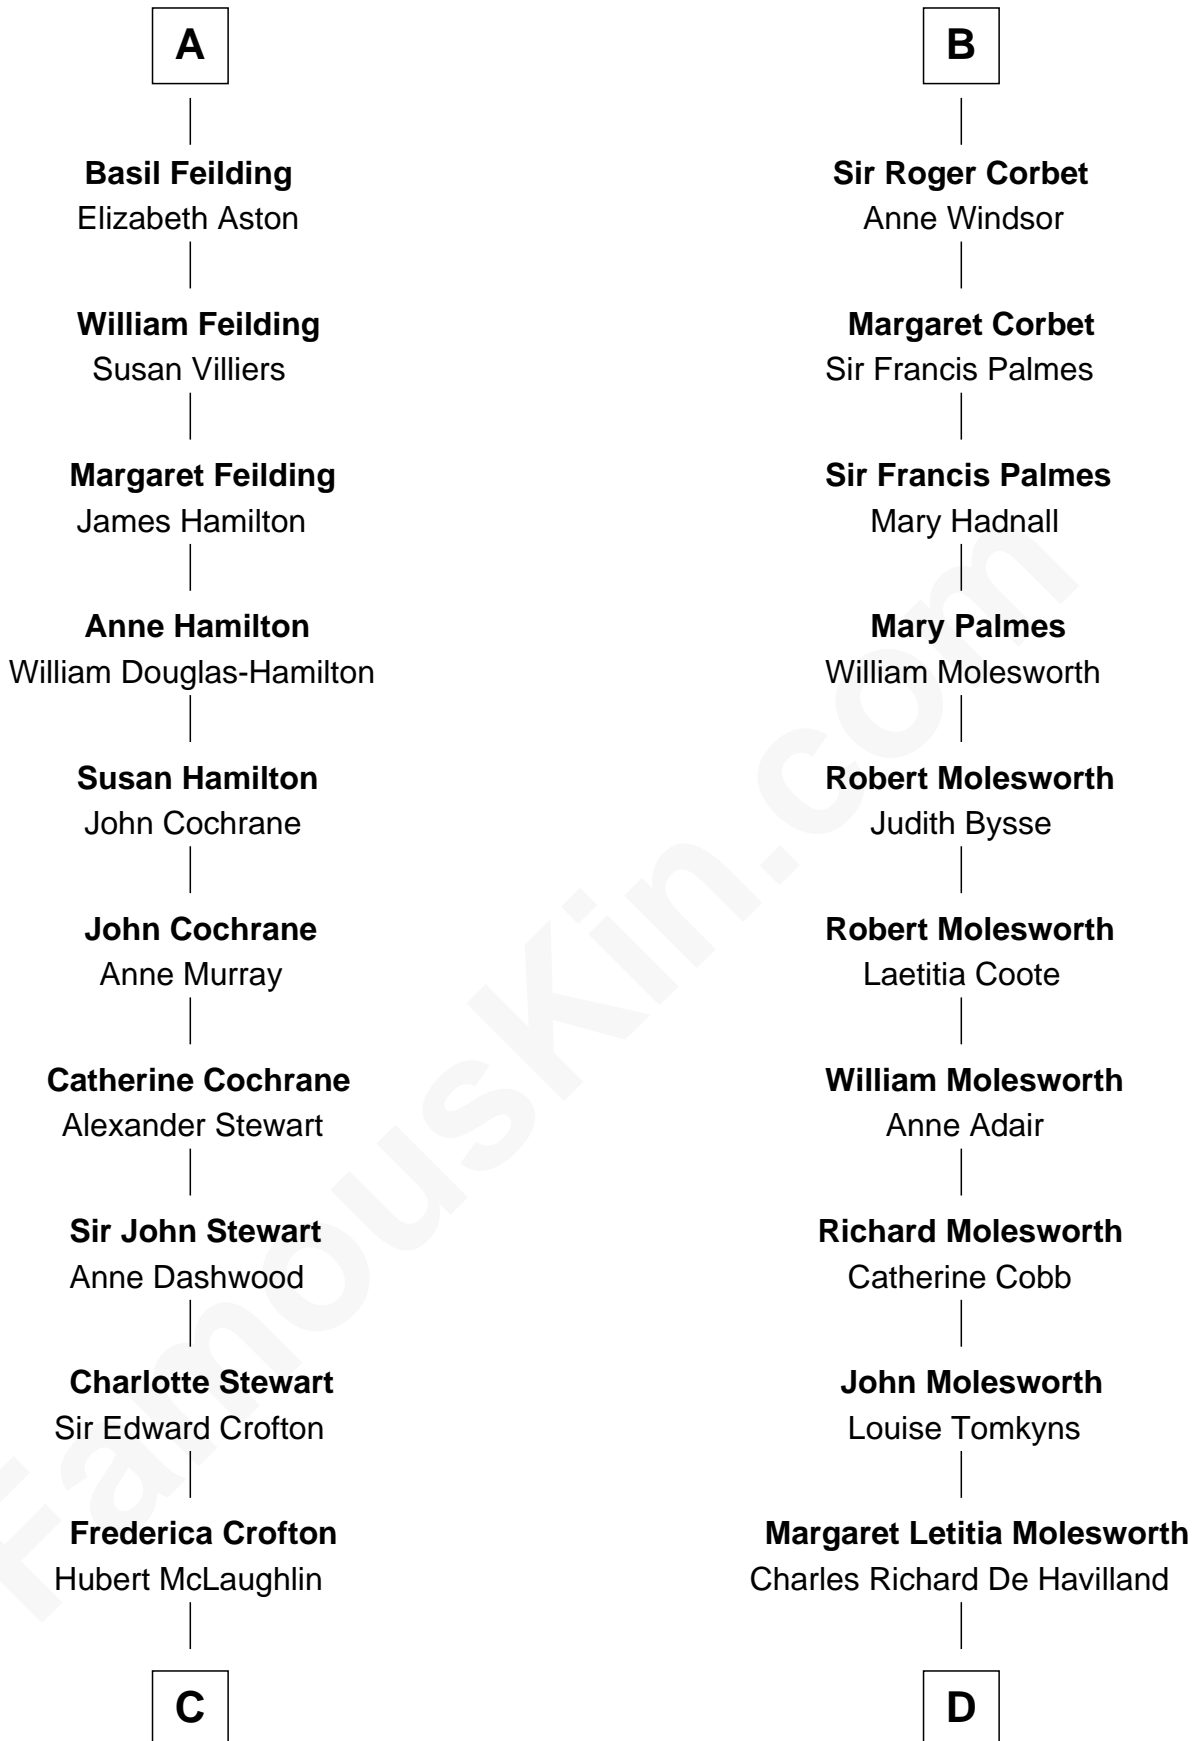 A
Basil Feilding
Elizabeth Aston
William Feilding
Susan Villiers
Margaret Feilding
James Hamilton
Anne Hamilton
William Douglas-Hamilton
Susan Hamilton
John Cochrane
John Cochrane
Anne Murray
Catherine Cochrane
Alexander Stewart
Sir John Stewart
Anne Dashwood
Charlotte Stewart
Sir Edward Crofton
Frederica Crofton
Hubert McLaughlin
C
B
Sir Roger Corbet
Anne Windsor
Margaret Corbet
Sir Francis Palmes
Sir Francis Palmes
Mary Hadnall
Mary Palmes
William Molesworth
Robert Molesworth
Judith Bysse
Robert Molesworth
Laetitia Coote
William Molesworth
Anne Adair
Richard Molesworth
Catherine Cobb
John Molesworth
Louise Tomkyns
Margaret Letitia Molesworth
Charles Richard De Havilland
D
FamousKin.com